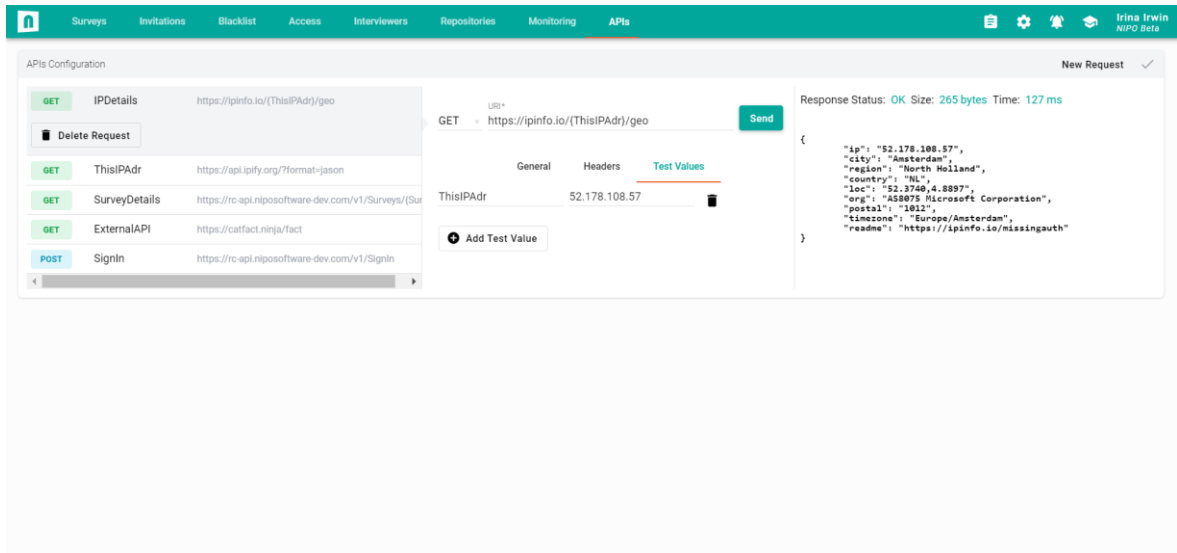 n Surveys Invitations Blacklist Access Interviewers Repositories Monitoring APIs Irina Irwin
NIPO Beta
APIs Configuration New Request
GET IPDetails https://ipinfo.io/{ThisIPAdr}/geo
Delete Request
GET ThisIPAdr https://api.ipify.org/?format=jason
GET SurveyDetails https://rc-api.niposoftware-dev.com/v1/Surveys/{Sur
GET ExternalAPI https://catfact.ninja/fact
POST SignIn https://rc-api.niposoftware-dev.com/v1/SignIn
URI*
GET https://ipinfo.io/{ThisIPAdr}/geo Send
General Headers Test Values
ThisIPAdr 52.178.108.57
Add Test Value
Response Status: OK Size: 265 bytes Time: 127 ms
{
"ip": "52.178.108.57",
"city": "Amsterdam",
"region": "North Holland",
"country": "NL",
"loc": "52.3740,4.8897",
"org": "AS8075 Microsoft Corporation",
"postal": "1012",
"timezone": "Europe/Amsterdam",
"readme": "https://ipinfo.io/missingauth"
}